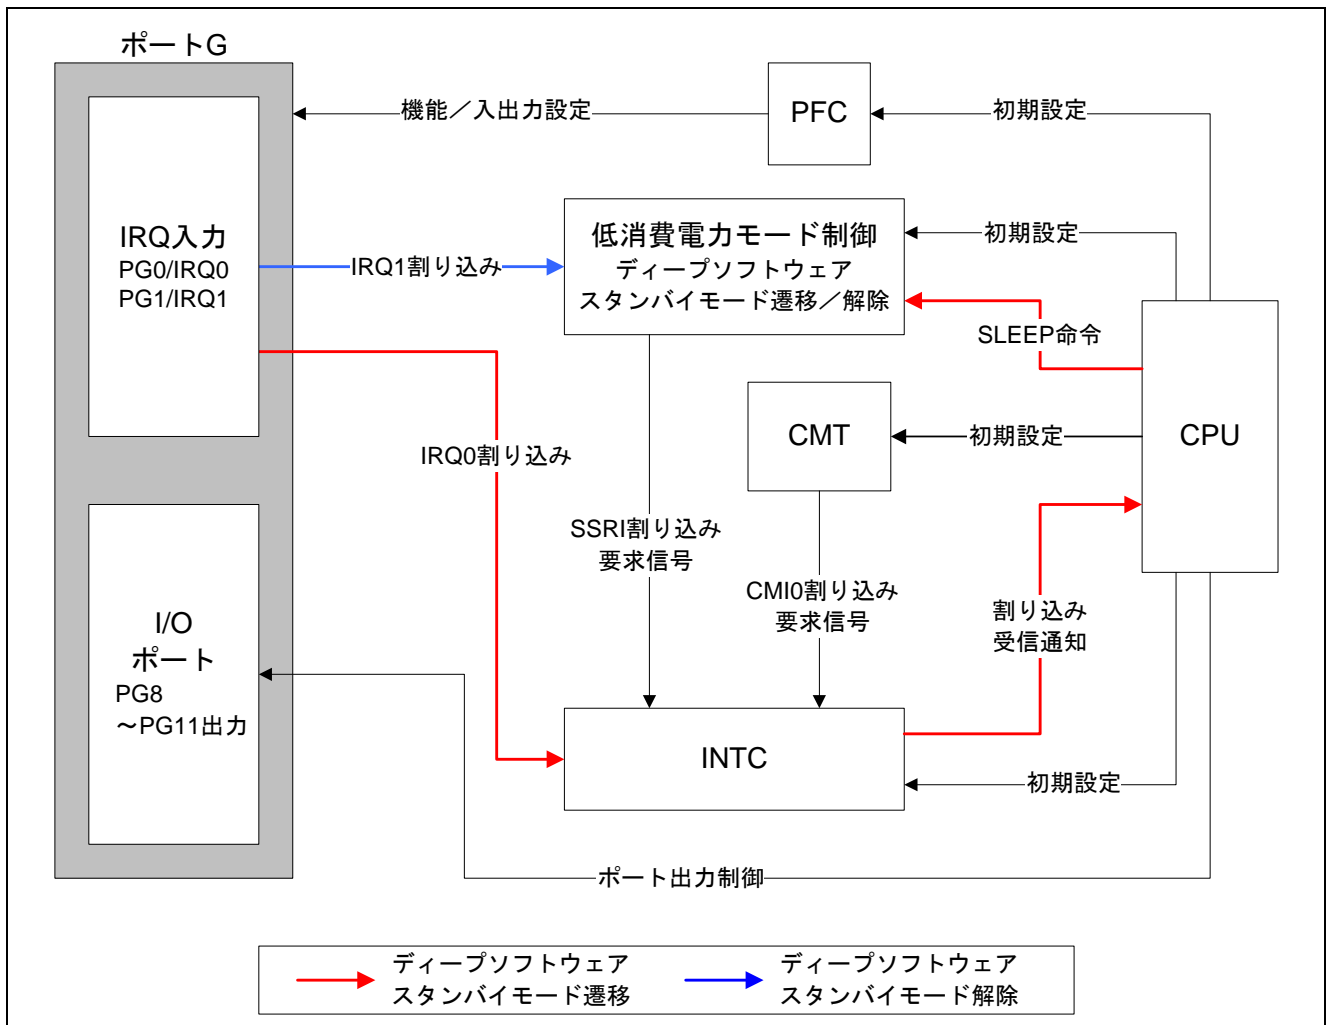 ポートG
機能／入出力設定
PFC
初期設定
IRQ入力
PG0/IRQ0
PG1/IRQ1
IRQ1割り込み
低消費電力モード制御
ディープソフトウェア
スタンバイモード遷移／解除
初期設定
SLEEP命令
CMT
初期設定
CPU
IRQ0割り込み
SSRI割り込み
要求信号
CMI0割り込み
要求信号
割り込み
受信通知
I/O
ポート
PG8
～PG11出力
INTC
初期設定
ポート出力制御
ディープソフトウェア
スタンバイモード遷移
ディープソフトウェア
スタンバイモード解除